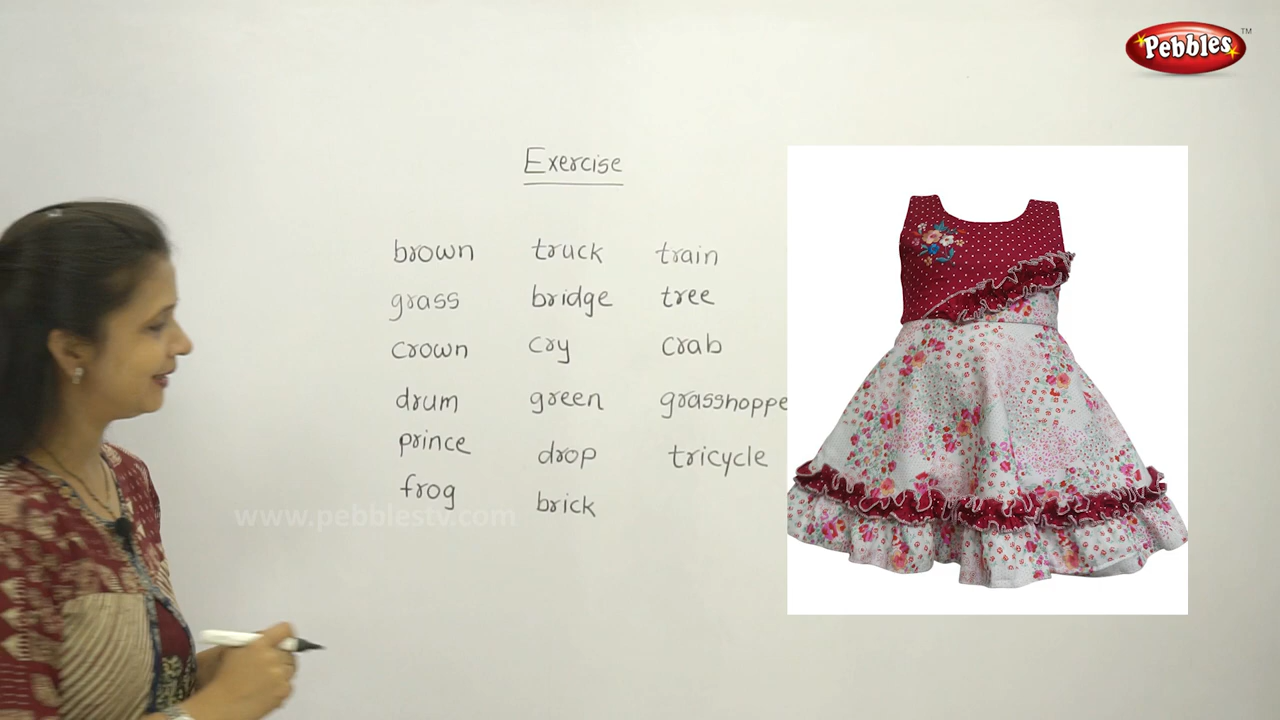 Pebbles TM
Exercise
brown truck train
grass bridge tree
crown cry crab
drum green grasshoppe
prince drop tricycle
frog brick
www.pebblestv.com